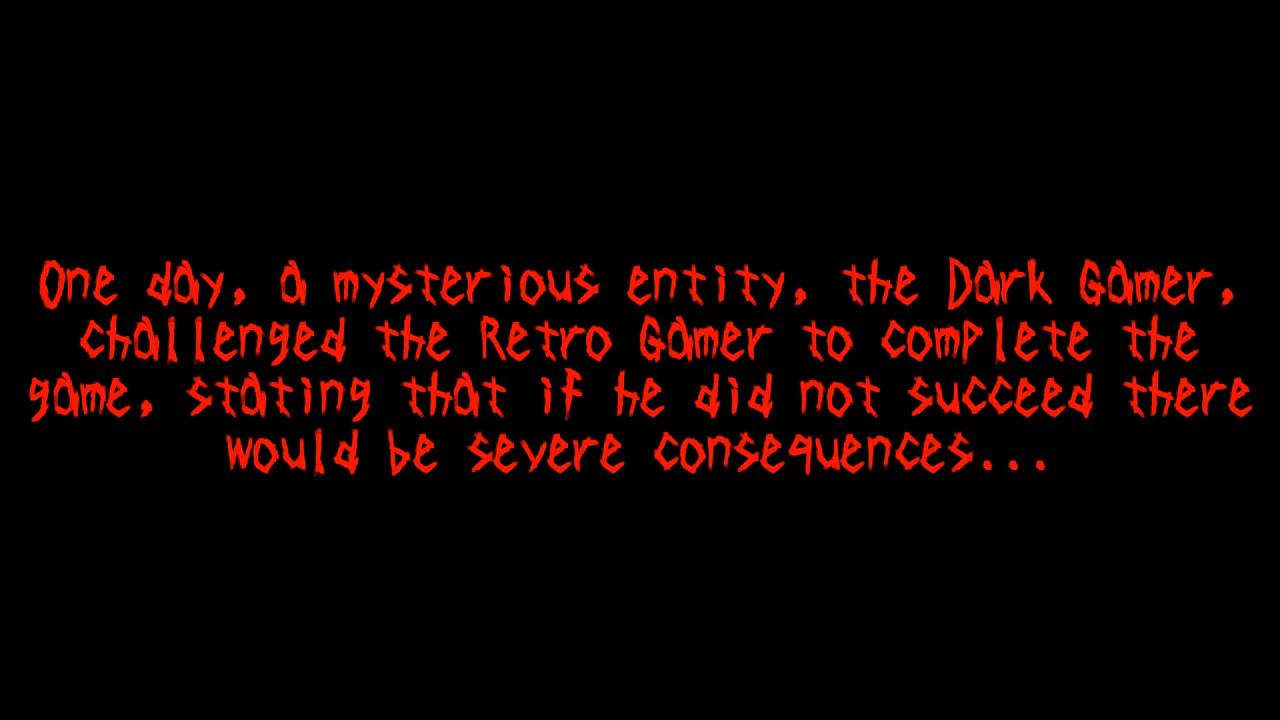 One day, a mysterious entity, the Dark Gamer,
challenged the Retro Gamer to complete the
game, stating that if he did not succeed there
would be severe consequences...